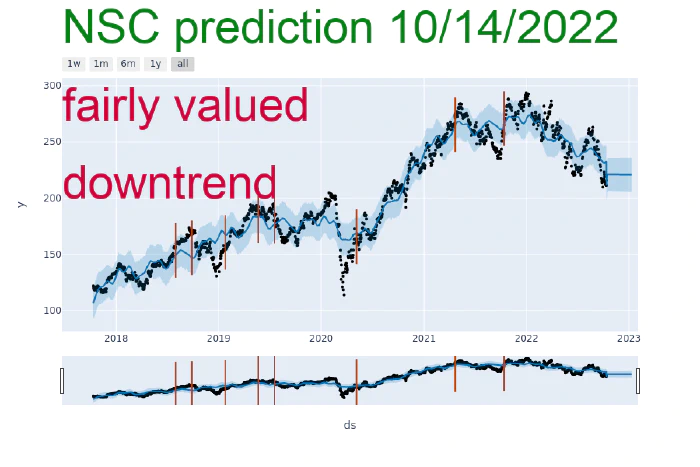 NSC prediction 10/14/2022
1w 1m 6m 1y all
300
fairly valued
250
downtrend
200
y
150
100
2018 2019 2020 2021 2022 2023
ds